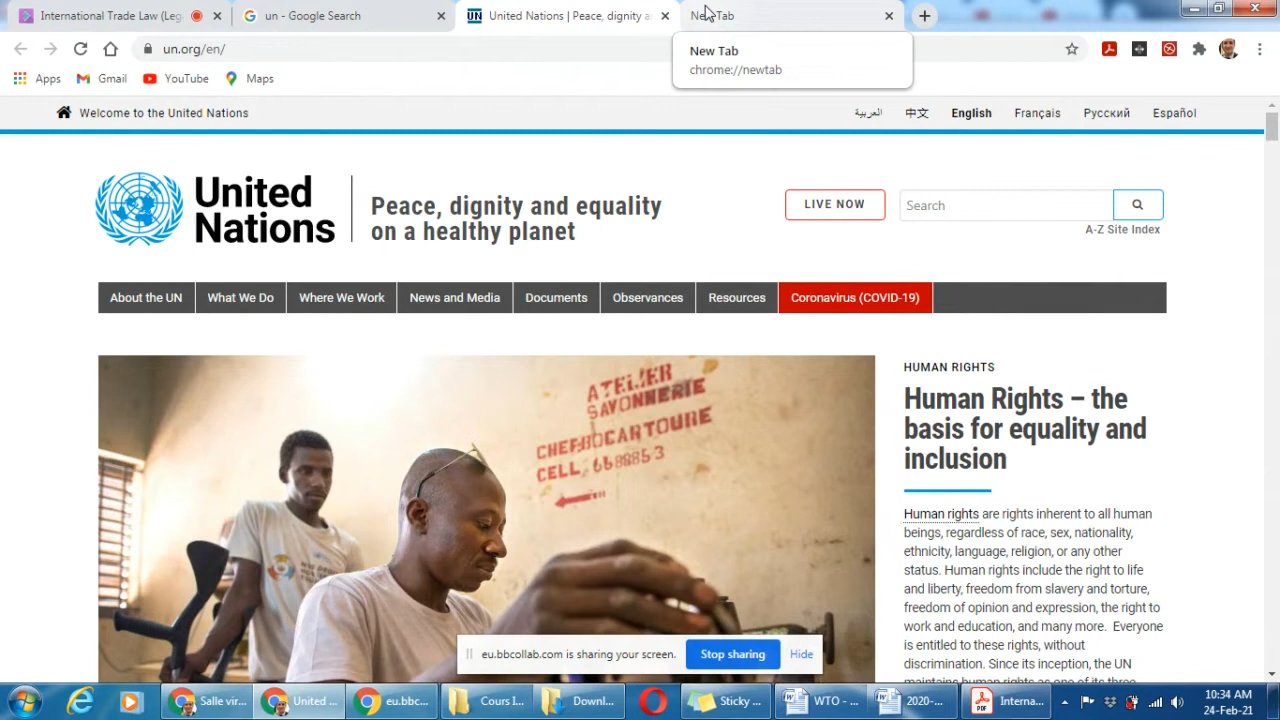 International Trade Law (Leg
un - Google Search
United Nations | Peace, dignity a
New Tab
un.org/en/
New Tab
chrome://newtab
Apps
Gmail
YouTube
Maps
Welcome to the United Nations
العربية
中文
English
Français
Русский
Español
United
Nations
Peace, dignity and equality
on a healthy planet
LIVE NOW
Search
A-Z Site Index
About the UN
What We Do
Where We Work
News and Media
Documents
Observances
Resources
Coronavirus (COVID-19)
ATELIER
SAVONNERIE
CELL
HUMAN RIGHTS
Human Rights – the
basis for equality and
inclusion
Human rights are rights inherent to all human
beings, regardless of race, sex, nationality,
ethnicity, language, religion, or any other
status. Human rights include the right to life
and liberty, freedom from slavery and torture,
freedom of opinion and expression, the right to
work and education, and many more. Everyone
is entitled to these rights, without
discrimination. Since its inception, the UN
maintains human rights as one of its three
eu.bbcollab.com is sharing your screen.
Stop sharing
Hide
Salle vir...
United ...
eu.bbc...
Cours I...
Downl...
Sticky ...
WTO - ...
2020-...
Interna...
10:34 AM
24-Feb-21